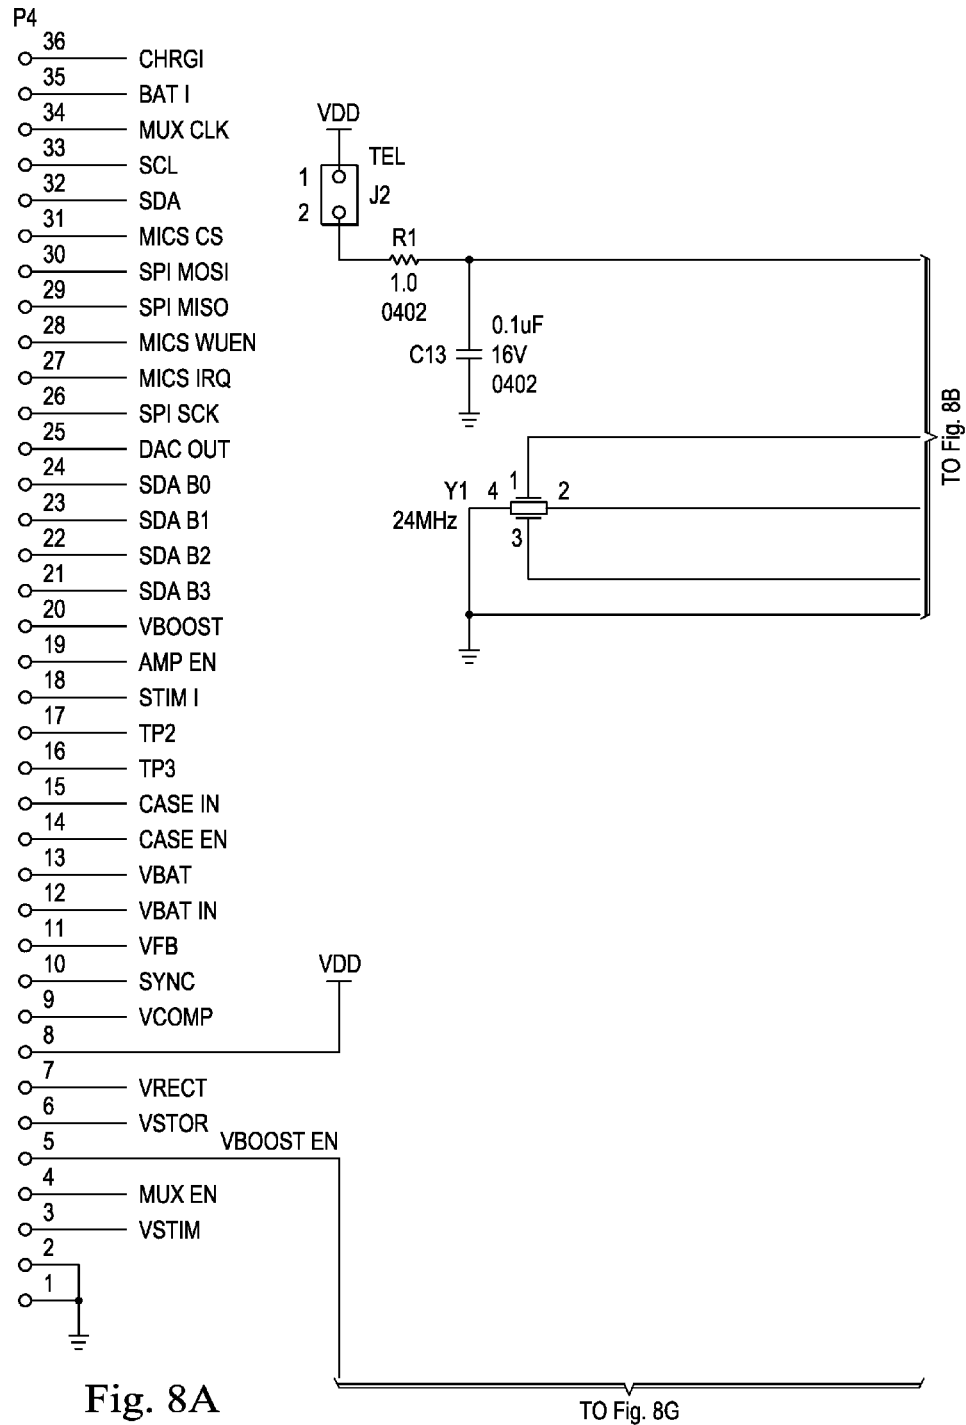 P4
36 CHRGI
35 BAT I
34 MUX CLK
33 SCL
32 SDA
31 MICS CS
30 SPI MOSI
29 SPI MISO
28 MICS WUEN
27 MICS IRQ
26 SPI SCK
25 DAC OUT
24 SDA B0
23 SDA B1
22 SDA B2
21 SDA B3
20 VBOOST
19 AMP EN
18 STIM I
17 TP2
16 TP3
15 CASE IN
14 CASE EN
13 VBAT
12 VBAT IN
11 VFB
10 SYNC
9 VCOMP
8
7 VRECT
6 VSTOR
5 VBOOST EN
4 MUX EN
3 VSTIM
2
1
VDD
TEL
1
J2
2
R1
1.0
0402
0.1uF
C13 16V
0402
Y1 4 1 2
24MHz
3
TO Fig. 8B
VDD
TO Fig. 8G
Fig. 8A